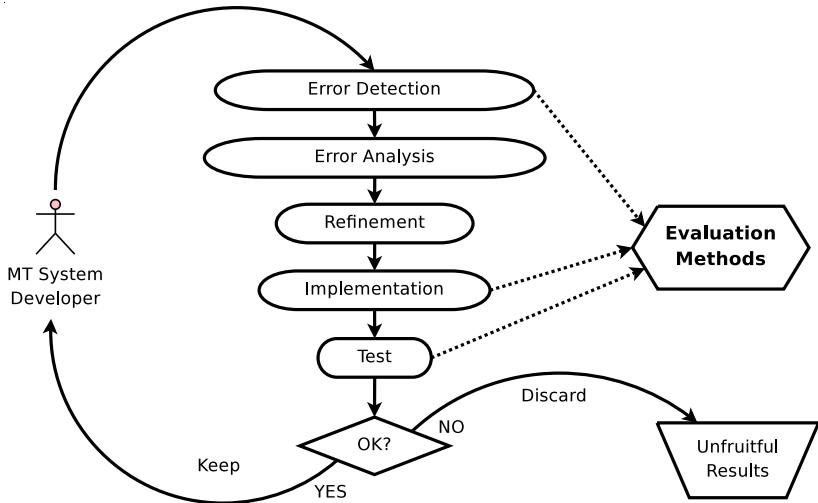 Error Detection
Error Analysis
Refinement
Evaluation
Methods
MT System
Developer
Implementation
Test
Discard
NO
OK?
Unfruitful
Results
Keep
YES